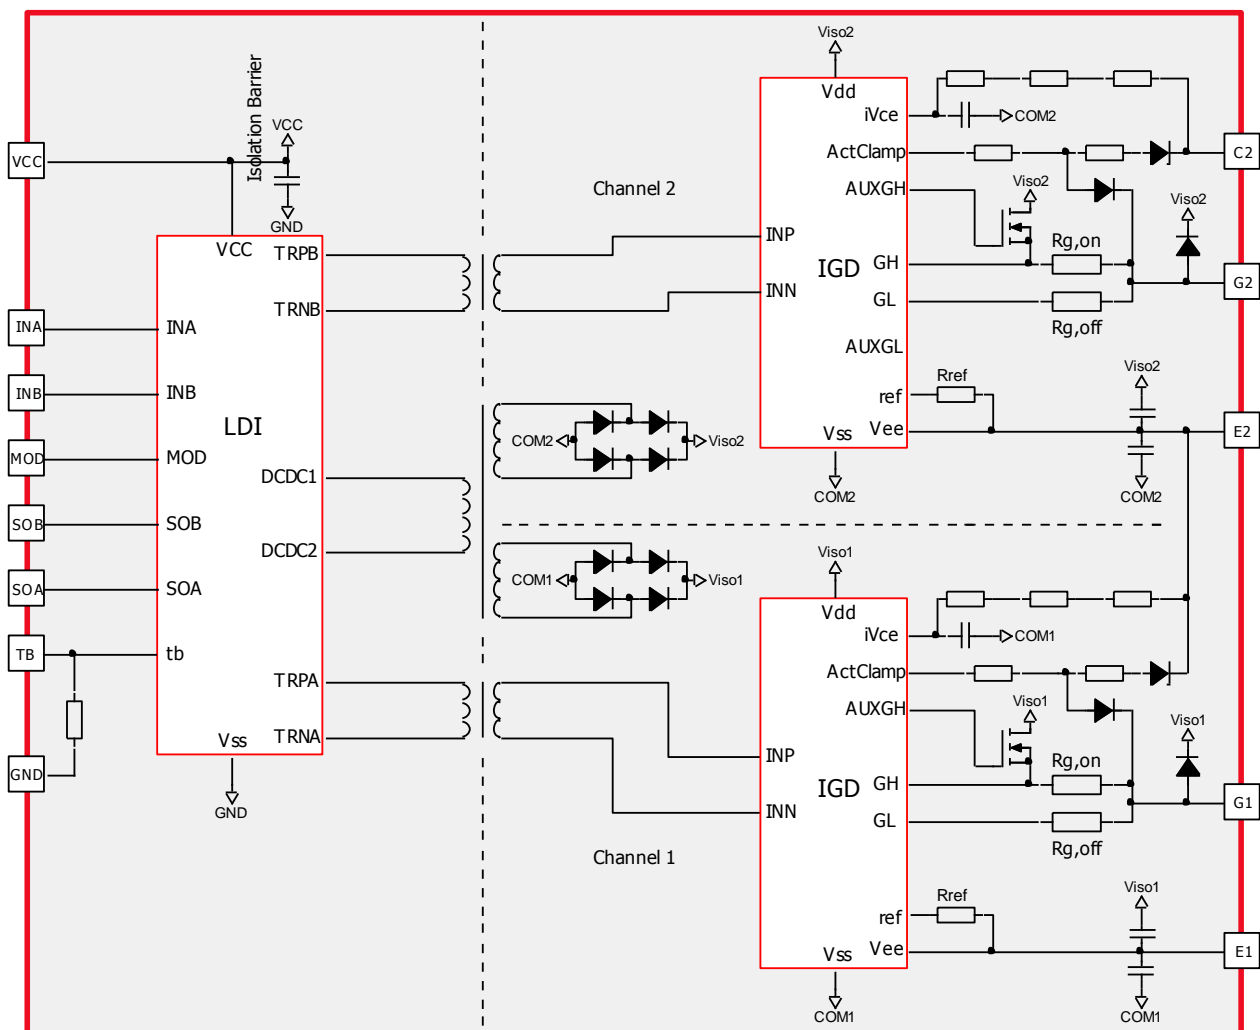 Isolation Barrier
VCC
VCC
GND
VCC
INA
INB
MOD
SOB
SOA
TB
GND
LDI
INA
INB
MOD
SOB
SOA
tb
Vss
GND
TRPB
TRNB
DCDC1
DCDC2
TRPA
TRNA
Channel 2
COM2
Viso2
COM1
Viso1
Channel 1
Viso2
Vdd
iVce
ActClamp
AUXGH
INP
INN
IGD
GH
GL
AUXGL
ref
Vee
Vss
COM2
COM2
Viso2
Rg,on
Rg,off
Rref
Viso2
Viso2
COM2
C2
G2
E2
Viso1
Vdd
iVce
ActClamp
AUXGH
INP
INN
IGD
GH
GL
ref
Vee
Vss
COM1
COM1
Viso1
Rg,on
Rg,off
Rref
Viso1
Viso1
COM1
G1
E1